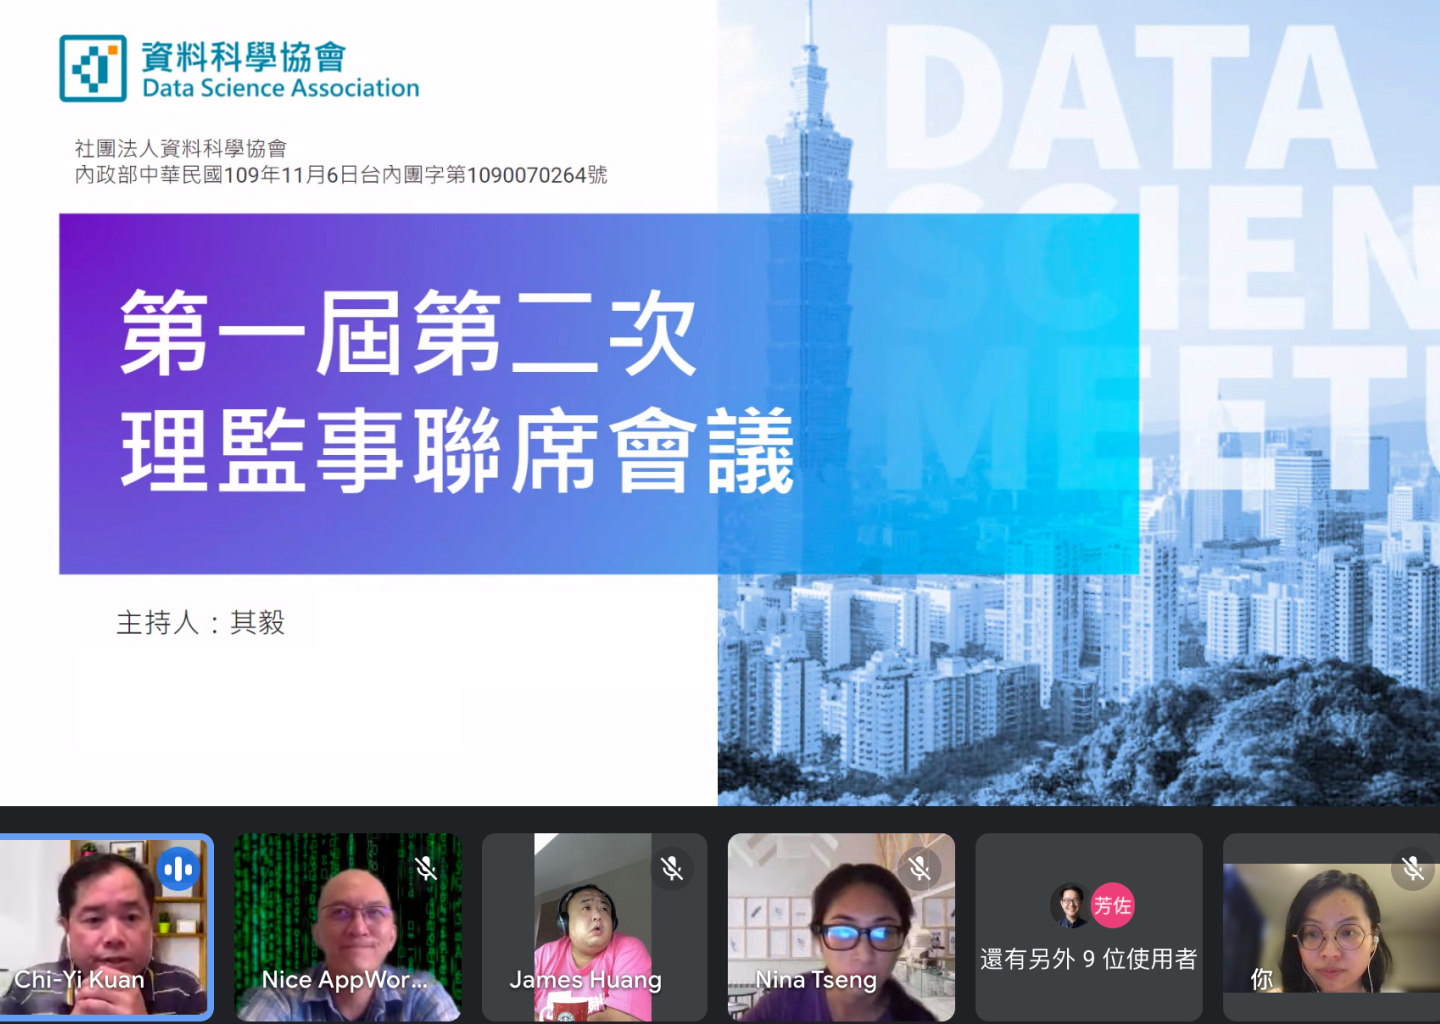 資料科學協會
Data Science Association
社團法人資料科學協會
內政部中華民國109年11月6日台內團字第1090070264號
DATA
SCIEN
MEETU
第一屆第二次
理監事聯席會議
主持人：其毅
Chi-Yi Kuan
Nice AppWor...
James Huang
Nina Tseng
芳佐
還有另外 9 位使用者
你